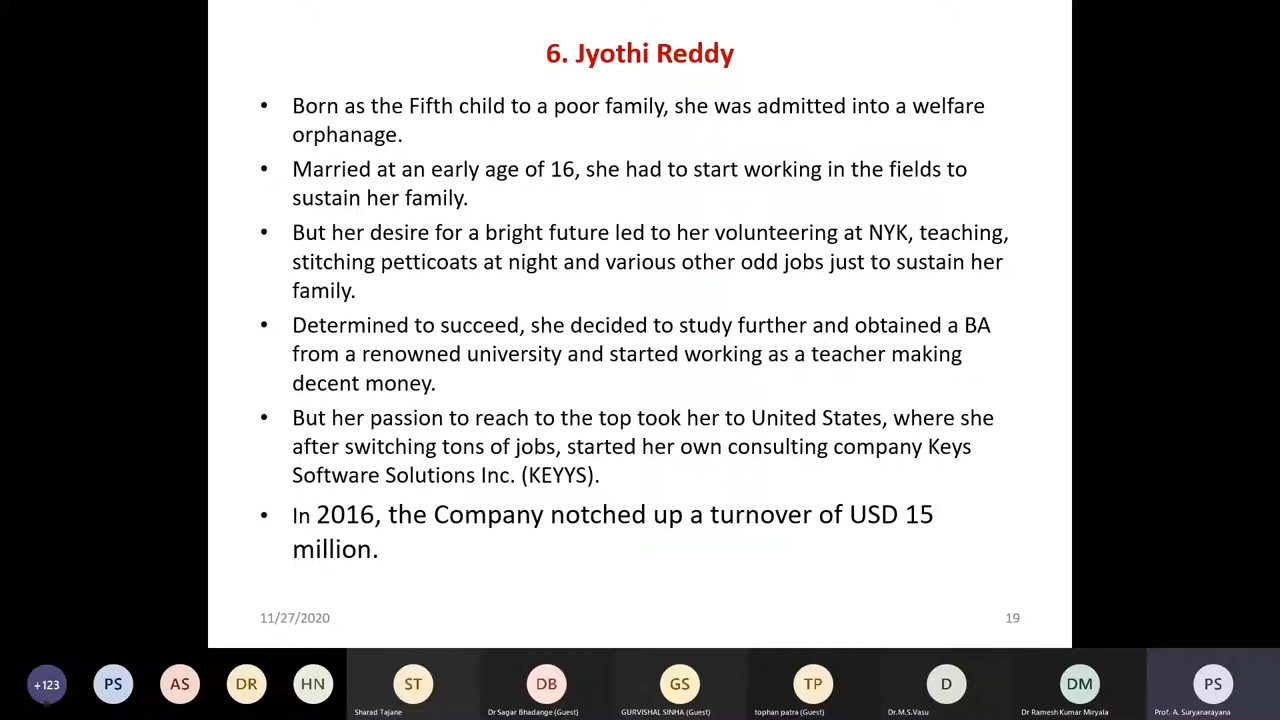 6. Jyothi Reddy
• Born as the Fifth child to a poor family, she was admitted into a welfare
orphanage.
• Married at an early age of 16, she had to start working in the fields to
sustain her family.
• But her desire for a bright future led to her volunteering at NYK, teaching,
stitching petticoats at night and various other odd jobs just to sustain her
family.
• Determined to succeed, she decided to study further and obtained a BA
from a renowned university and started working as a teacher making
decent money.
• But her passion to reach to the top took her to United States, where she
after switching tons of jobs, started her own consulting company Keys
Software Solutions Inc. (KEYYS).
• In 2016, the Company notched up a turnover of USD 15
million.
11/27/2020 19
+123 PS AS DR HN ST DB GS TP D DM PS
Sharad Tajane Dr Sagar Bhadange (Guest) GURVISHAL SINHA (Guest) tophan patra (Guest) Dr.M.S.Vasu Dr Ramesh Kumar Miryala Prof. A. Suryanarayana